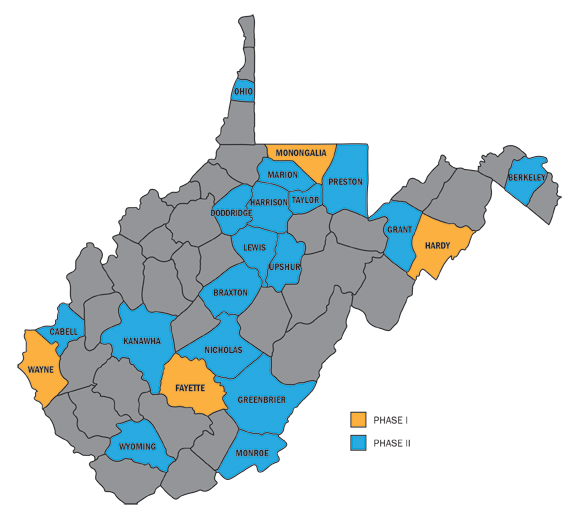 OHIO
MONONGALIA
MARION
PRESTON
BERKELEY
HARRISON
TAYLOR
DODDRIDGE
GRANT
HARDY
LEWIS
UPSHUR
BRAXTON
CABELL
KANAWHA
NICHOLAS
WAYNE
FAYETTE
GREENBRIER
WYOMING
MONROE
PHASE I
PHASE II